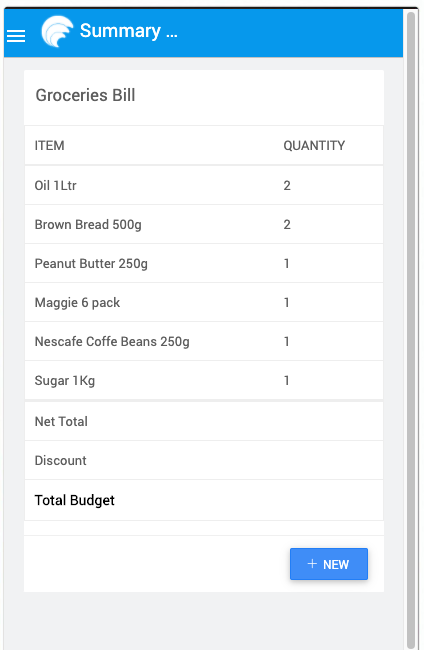 Summary ...
Groceries Bill
ITEM QUANTITY
Oil 1Ltr 2
Brown Bread 500g 2
Peanut Butter 250g 1
Maggie 6 pack 1
Nescafe Coffe Beans 250g 1
Sugar 1Kg 1
Net Total
Discount
Total Budget
+ NEW